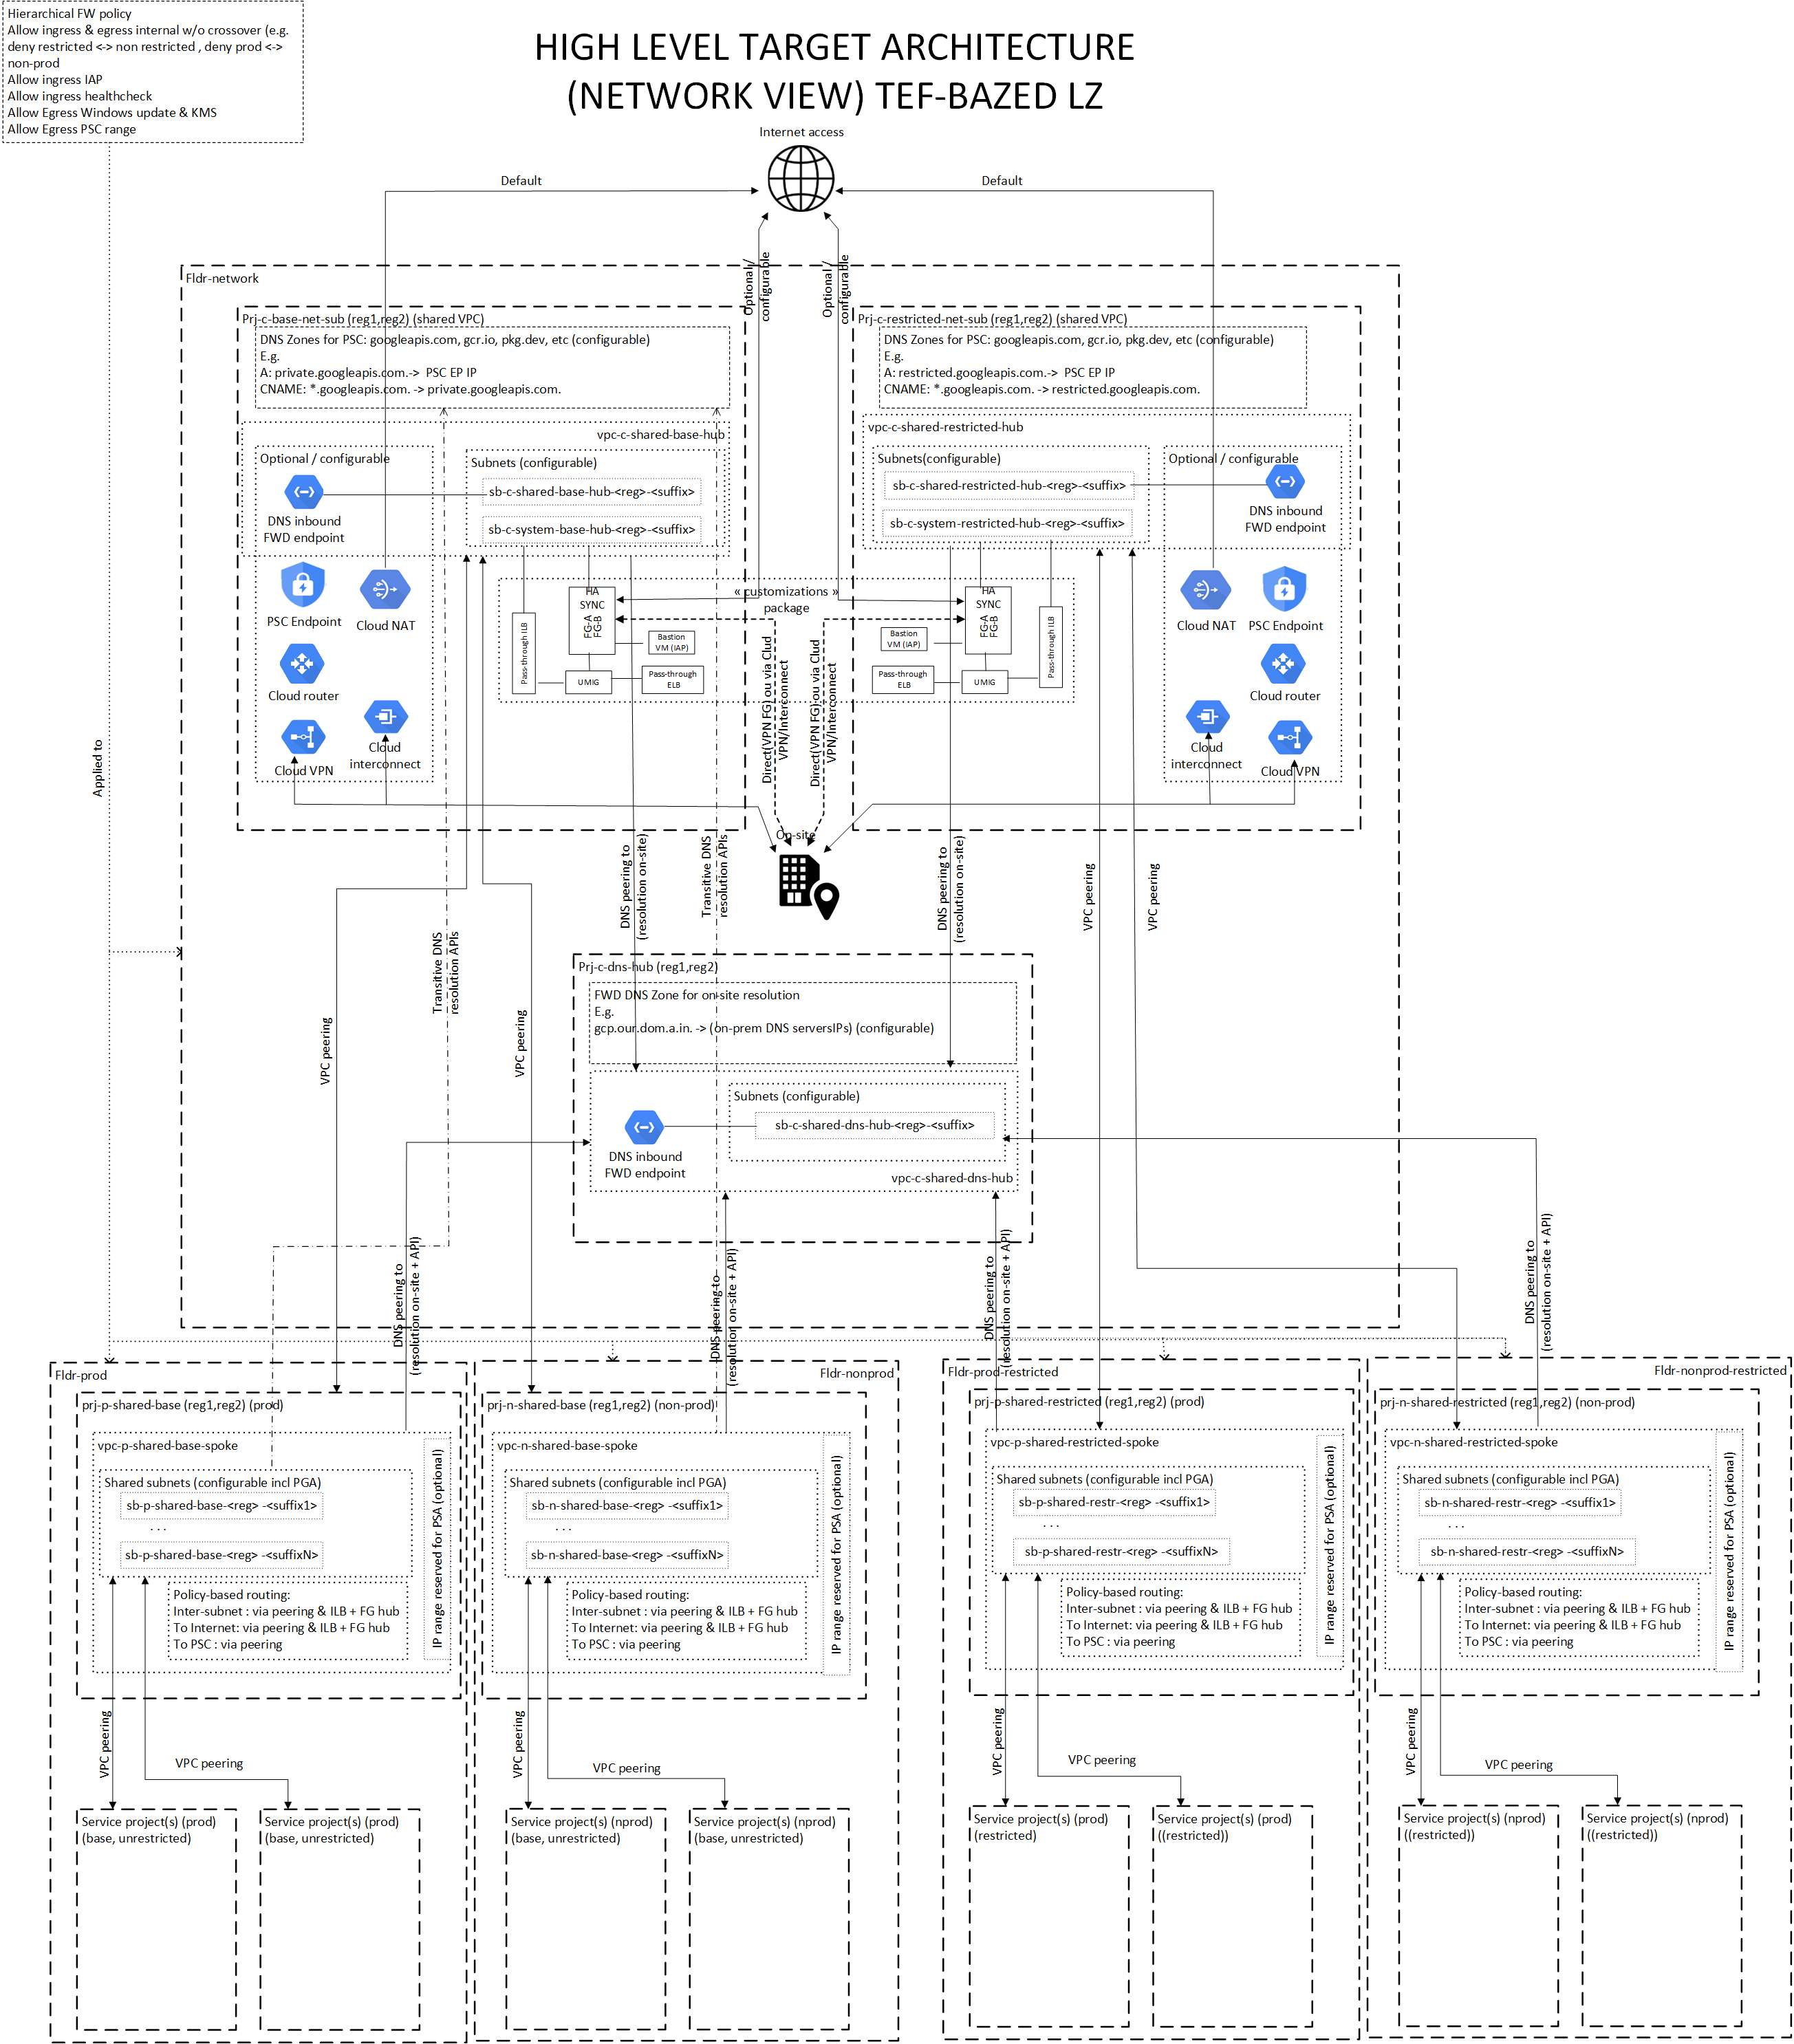 Hierarchical FW policy
Allow ingress & egress internal w/o crossover (e.g.
deny restricted <-> non restricted , deny prod <->
non-prod
Allow ingress IAP
Allow ingress healthcheck
Allow Egress Windows update & KMS
Allow Egress PSC range
HIGH LEVEL TARGET ARCHITECTURE
(NETWORK VIEW) TEF-BAZED LZ
Internet access
Default
Default
Optional /
configurable
Optional /
configurable
Fldr-network
Applied to
Prj-c-base-net-sub (reg1,reg2) (shared VPC)
DNS Zones for PSC: googleapis.com, gcr.io, pkg.dev, etc (configurable)
E.g.
A: private.googleapis.com.-> PSC EP IP
CNAME: *.googleapis.com. -> private.googleapis.com.
vpc-c-shared-base-hub
Optional / configurable
Subnets (configurable)
sb-c-shared-base-hub-<reg>-<suffix>
sb-c-system-base-hub-<reg>-<suffix>
DNS inbound
FWD endpoint
PSC Endpoint
Cloud NAT
Cloud router
Cloud VPN
Cloud
interconnect
Prj-c-restricted-net-sub (reg1,reg2) (shared VPC)
DNS Zones for PSC: googleapis.com, gcr.io, pkg.dev, etc (configurable)
E.g.
A: restricted.googleapis.com.-> PSC EP IP
CNAME: *.googleapis.com. -> restricted.googleapis.com.
vpc-c-shared-restricted-hub
Subnets(configurable)
sb-c-shared-restricted-hub-<reg>-<suffix>
sb-c-system-restricted-hub-<reg>-<suffix>
Optional / configurable
DNS inbound
FWD endpoint
Cloud NAT
PSC Endpoint
Cloud router
Cloud
interconnect
Cloud VPN
« customizations »
package
Pass-through ILB
HA
SYNC
FG-A
FG-B
Bastion
VM (IAP)
UMIG
Pass-through
ELB
HA
SYNC
FG-A
FG-B
Bastion
VM (IAP)
Pass-through
ELB
UMIG
Pass-through ILB
Direct(VPN FG) ou via Clud
VPN/Interconnect
Direct(VPN FG) ou via Clud
VPN/Interconnect
On-site
DNS peering to
(resolution on-site)
Transitive DNS
resolution APIs
DNS peering to
(resolution on-site)
VPC peering
VPC peering
Transitive DNS
resolution APIs
VPC peering
VPC peering
Prj-c-dns-hub (reg1,reg2)
FWD DNS Zone for on-site resolution
E.g.
gcp.our.dom.a.in. -> (on-prem DNS serversIPs) (configurable)
Subnets (configurable)
sb-c-shared-dns-hub-<reg>-<suffix>
DNS inbound
FWD endpoint
vpc-c-shared-dns-hub
DNS peering to
(resolution on-site + API)
DNS peering to
(resolution on-site + API)
DNS peering to
(resolution on-site + API)
DNS peering to
(resolution on-site + API)
Fldr-prod
prj-p-shared-base (reg1,reg2) (prod)
vpc-p-shared-base-spoke
Shared subnets (configurable incl PGA)
sb-p-shared-base-<reg> -<suffix1>
. . .
sb-p-shared-base-<reg> -<suffixN>
Policy-based routing:
Inter-subnet : via peering & ILB + FG hub
To Internet: via peering & ILB + FG hub
To PSC : via peering
IP range reserved for PSA (optional)
VPC peering
VPC peering
Service project(s) (prod)
(base, unrestricted)
Service project(s) (prod)
(base, unrestricted)
Fldr-nonprod
prj-n-shared-base (reg1,reg2) (non-prod)
vpc-n-shared-base-spoke
Shared subnets (configurable incl PGA)
sb-n-shared-base-<reg> -<suffix1>
. . .
sb-n-shared-base-<reg> -<suffixN>
Policy-based routing:
Inter-subnet : via peering & ILB + FG hub
To Internet: via peering & ILB + FG hub
To PSC : via peering
IP range reserved for PSA (optional)
VPC peering
VPC peering
Service project(s) (nprod)
(base, unrestricted)
Service project(s) (nprod)
(base, unrestricted)
Fldr-prod-restricted
prj-p-shared-restricted (reg1,reg2) (prod)
vpc-p-shared-restricted-spoke
Shared subnets (configurable incl PGA)
sb-p-shared-restr-<reg> -<suffix1>
. . .
sb-p-shared-restr-<reg> -<suffixN>
Policy-based routing:
Inter-subnet : via peering & ILB + FG hub
To Internet: via peering & ILB + FG hub
To PSC : via peering
IP range reserved for PSA (optional)
VPC peering
VPC peering
Service project(s) (prod)
(restricted)
Service project(s) (prod)
((restricted))
Fldr-nonprod-restricted
prj-n-shared-restricted (reg1,reg2) (non-prod)
vpc-n-shared-restricted-spoke
Shared subnets (configurable incl PGA)
sb-n-shared-restr-<reg> -<suffix1>
. . .
sb-n-shared-restr-<reg> -<suffixN>
Policy-based routing:
Inter-subnet : via peering & ILB + FG hub
To Internet: via peering & ILB + FG hub
To PSC : via peering
IP range reserved for PSA (optional)
VPC peering
VPC peering
Service project(s) (nprod)
((restricted))
Service project(s) (nprod)
((restricted))